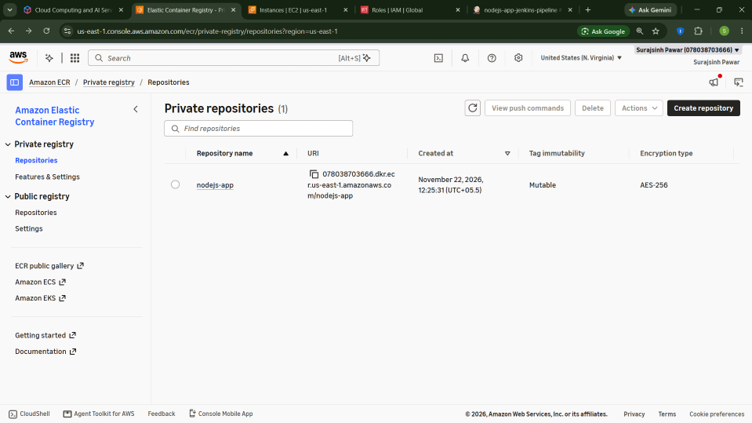 Cloud Computing and AI Ser
Elastic Container Registry - P
Instances | EC2 | us-east-1
Roles | IAM | Global
nodejs-app-jenkins-pipeline
Ask Gemini
us-east-1.console.aws.amazon.com/ecr/private-registry/repositories?region=us-east-1
Ask Google
S
aws
Search
[Alt+S]
United States (N. Virginia)
Surajsinh Pawar (078038703666)
Surajsinh Pawar
Amazon ECR / Private registry / Repositories
Amazon Elastic
Container Registry
Private registry
Repositories
Features & Settings
Public registry
Repositories
Settings
ECR public gallery
Amazon ECS
Amazon EKS
Getting started
Documentation
Private repositories (1)
View push commands
Delete
Actions
Create repository
Find repositories
Repository name
URI
Created at
Tag immutability
Encryption type
nodejs-app
078038703666.dkr.ec
r.us-east-1.amazonaws.co
m/nodejs-app
November 22, 2026,
12:25:31 (UTC+05.5)
Mutable
AES-256
CloudShell
Agent Toolkit for AWS
Feedback
Console Mobile App
© 2026, Amazon Web Services, Inc. or its affiliates.
Privacy
Terms
Cookie preferences